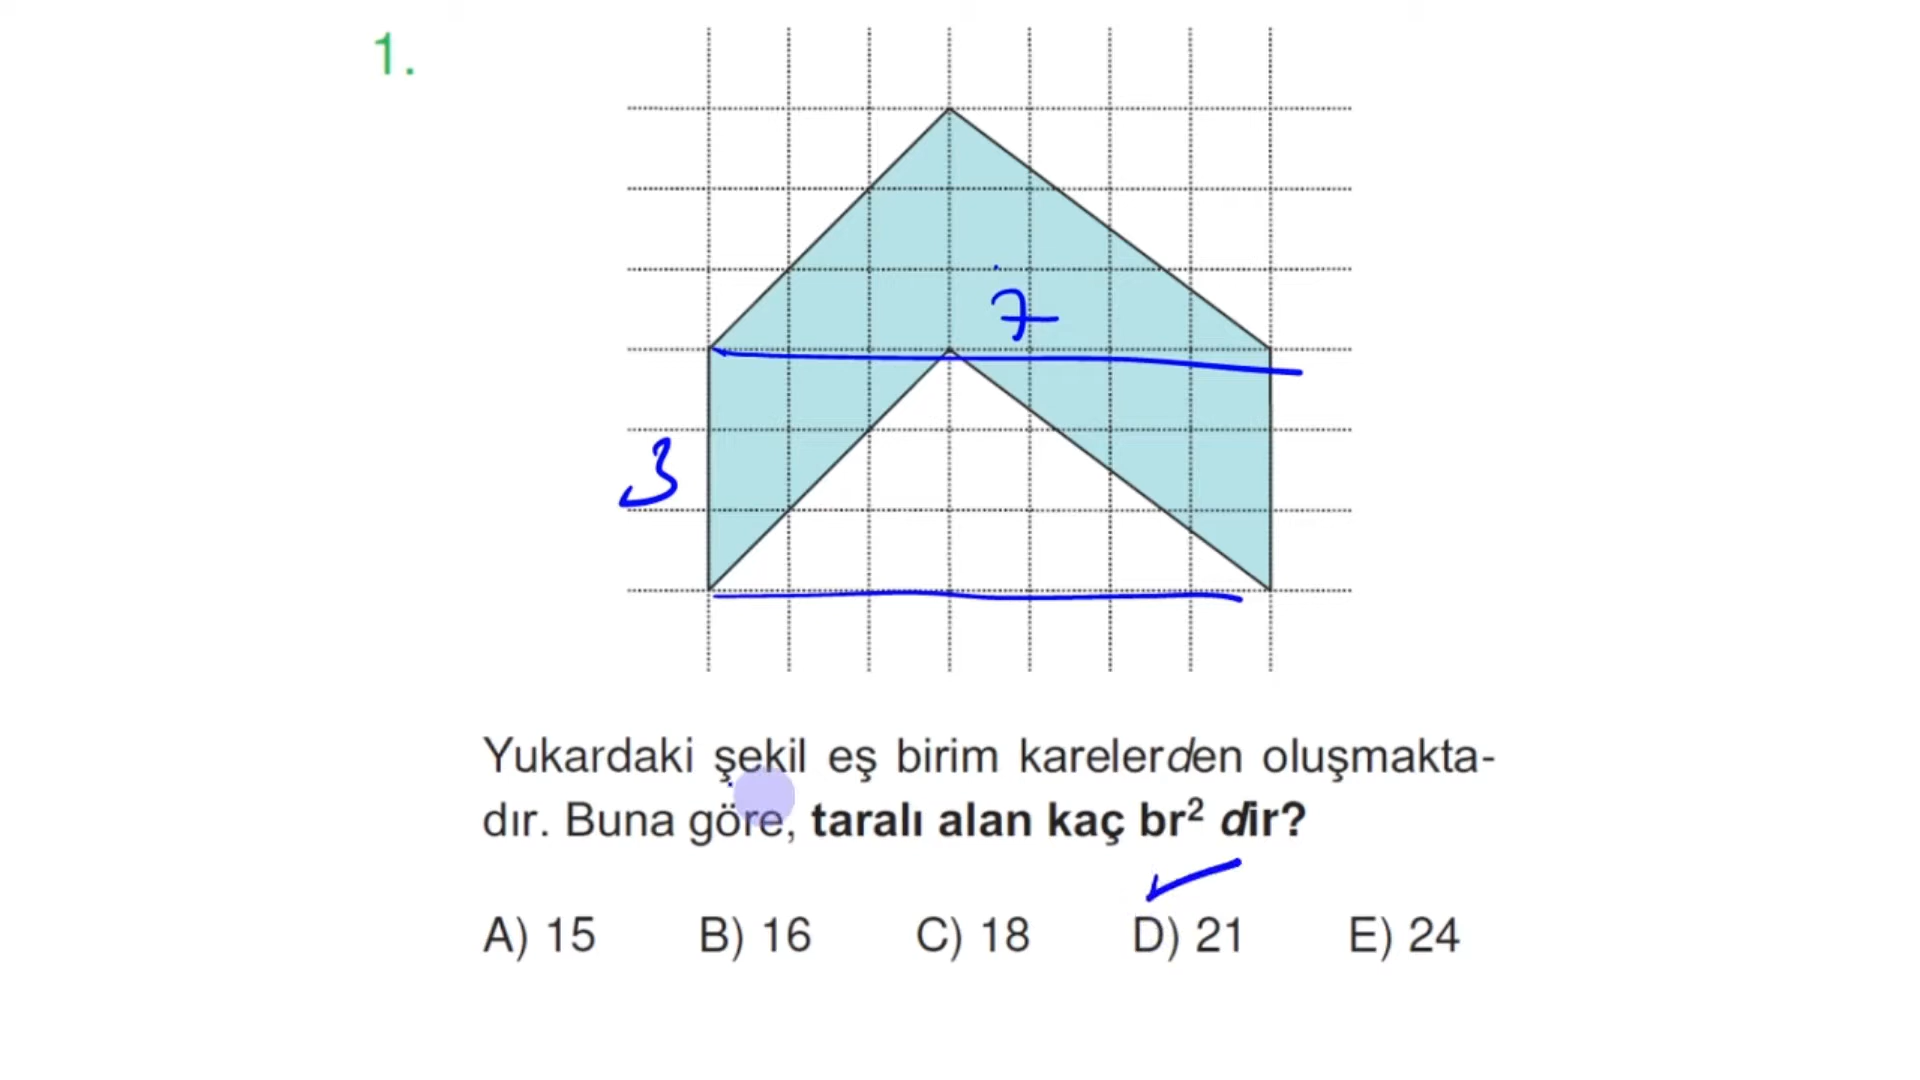 1.
7
3
Yukardaki şekil eş birim karelerden oluşmakta-
dır. Buna göre, taralı alan kaç br² dir?
A) 15 B) 16 C) 18 D) 21 E) 24